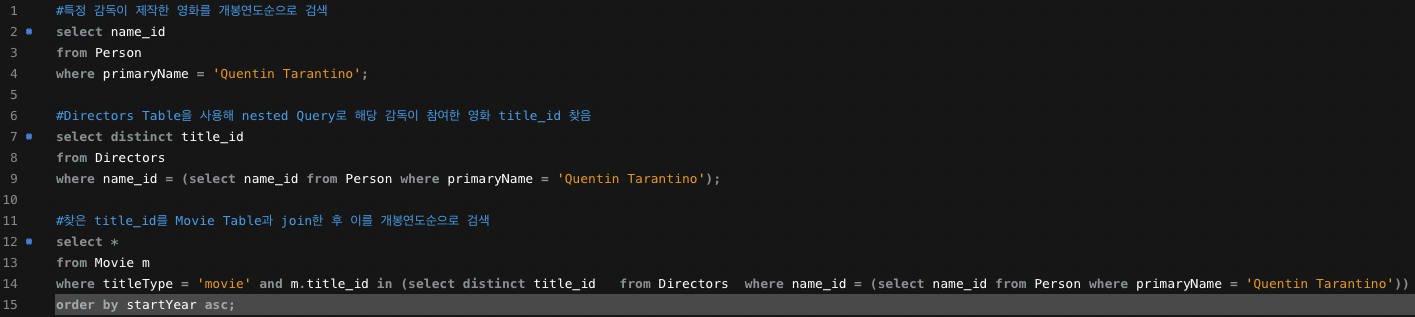 1 #특정 감독이 제작한 영화를 개봉연도순으로 검색
2 select name_id
3 from Person
4 where primaryName = 'Quentin Tarantino';
5
6 #Directors Table을 사용해 nested Query로 해당 감독이 참여한 영화 title_id 찾음
7 select distinct title_id
8 from Directors
9 where name_id = (select name_id from Person where primaryName = 'Quentin Tarantino');
10
11 #찾은 title_id를 Movie Table과 join한 후 이를 개봉연도순으로 검색
12 select *
13 from Movie m
14 where titleType = 'movie' and m.title_id in (select distinct title_id   from Directors  where name_id = (select name_id from Person where primaryName = 'Quentin Tarantino'))
15 order by startYear asc;